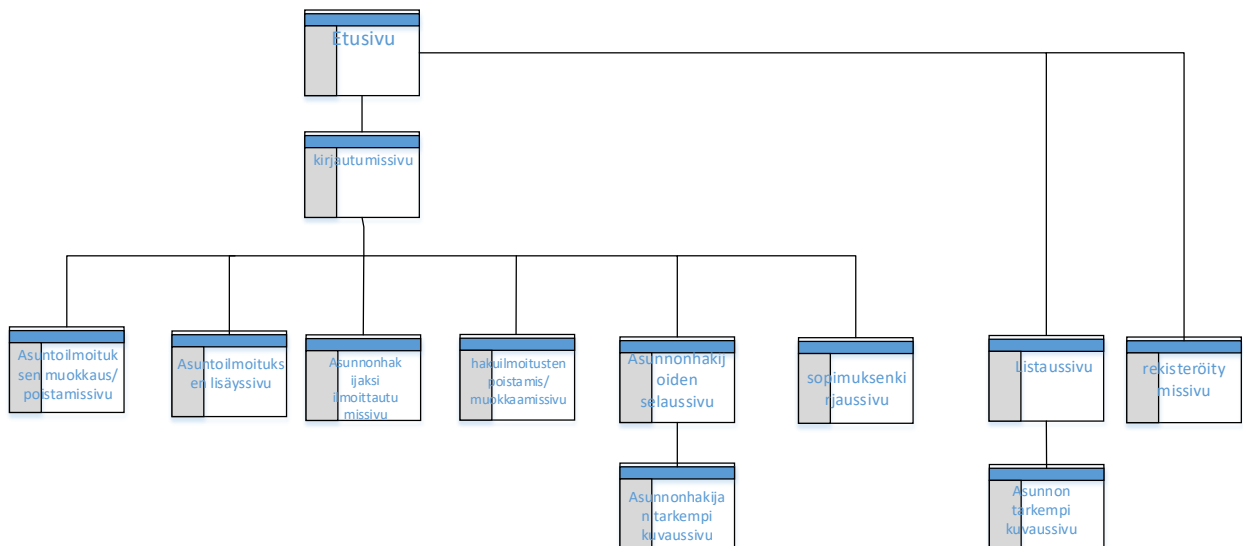 Etusivu
kirjautumissivu
Asuntoilmoituk
sen muokkaus/
poistamissivu
Asuntoilmoituks
en lisäyssivu
Asunnonhak
ijaksi
ilmoittautu
missivu
hakuilmoitusten
poistamis/
muokkaamissivu
Asunnonhakij
oiden
selaussivu
sopimuksenki
rjaussivu
Listaussivu
rekisteröity
missivu
Asunnonhakija
n tarkempi
kuvaussivu
Asunnon
tarkempi
kuvaussivu